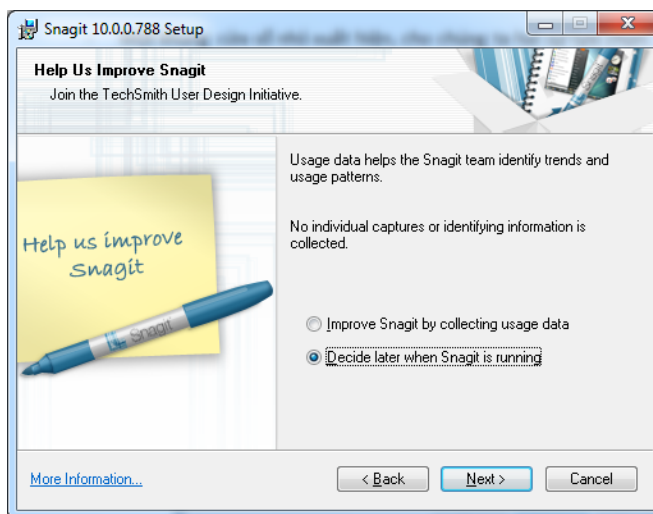 Snagit 10.0.0.788 Setup
Help Us Improve Snagit
Join the TechSmith User Design Initiative.
Usage data helps the Snagit team identify trends and
usage patterns.
No individual captures or identifying information is
collected.
Help us improve
Snagit
Snagit
Improve Snagit by collecting usage data
Decide later when Snagit is running
More Information...
< Back
Next >
Cancel